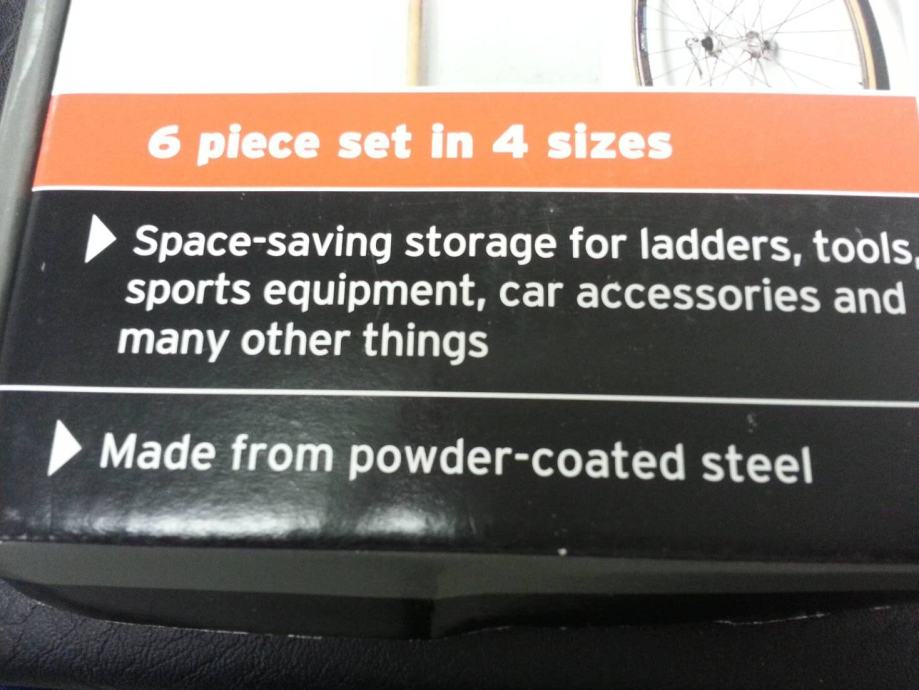 6 piece set in 4 sizes
Space-saving storage for ladders, tools,
sports equipment, car accessories and
many other things
Made from powder-coated steel